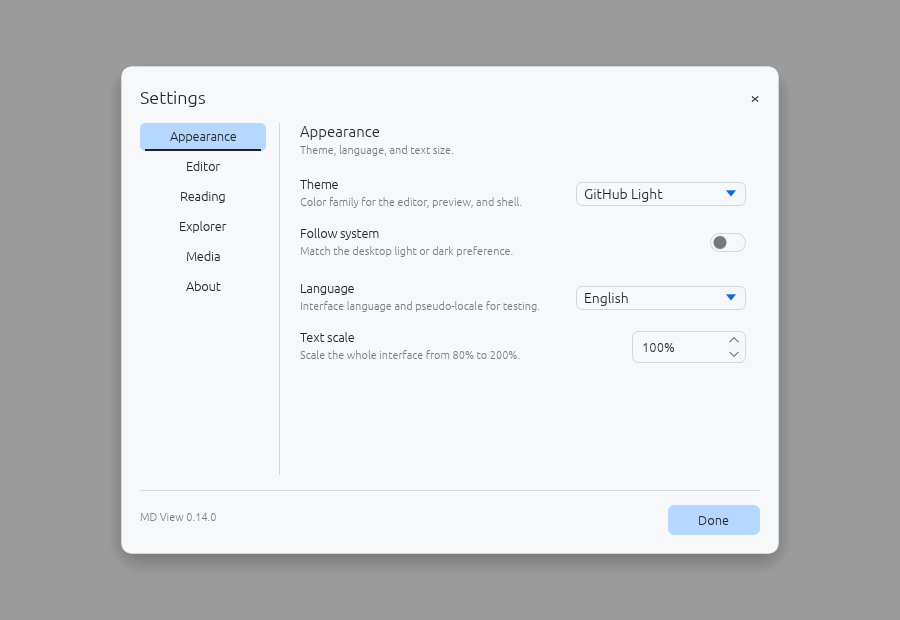 Settings
×
Appearance
Editor
Reading
Explorer
Media
About
Appearance
Theme, language, and text size.
Theme
Color family for the editor, preview, and shell.
GitHub Light
Follow system
Match the desktop light or dark preference.
Language
Interface language and pseudo-locale for testing.
English
Text scale
Scale the whole interface from 80% to 200%.
100%
MD View 0.14.0
Done